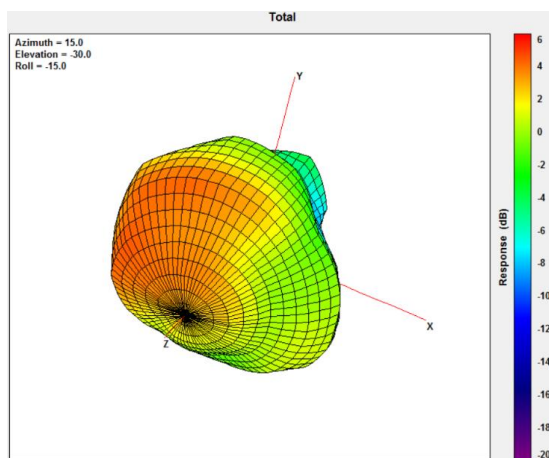 Total
Azimuth = 15.0
Elevation = -30.0
Roll = -15.0
Y
X
Z
6
4
2
0
-2
-4
-6
-8
-10
-12
-14
-16
-18
-20
Response (dB)